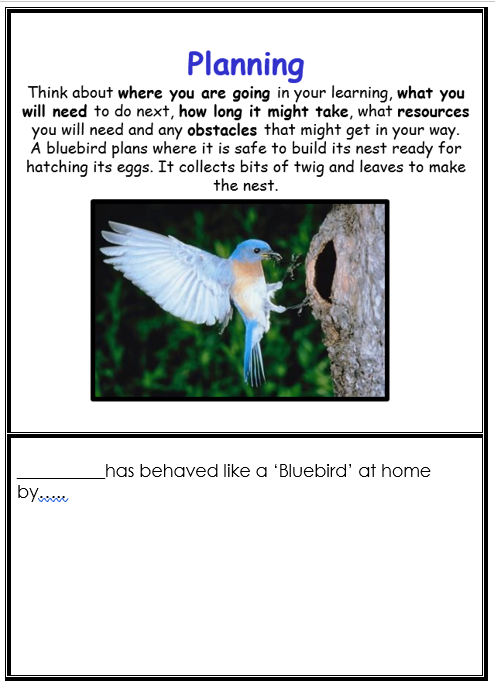 Planning
Think about where you are going in your learning, what you
will need to do next, how long it might take, what resources
you will need and any obstacles that might get in your way.
A bluebird plans where it is safe to build its nest ready for
hatching its eggs. It collects bits of twig and leaves to make
the nest.
__________has behaved like a ‘Bluebird’ at home
by…..